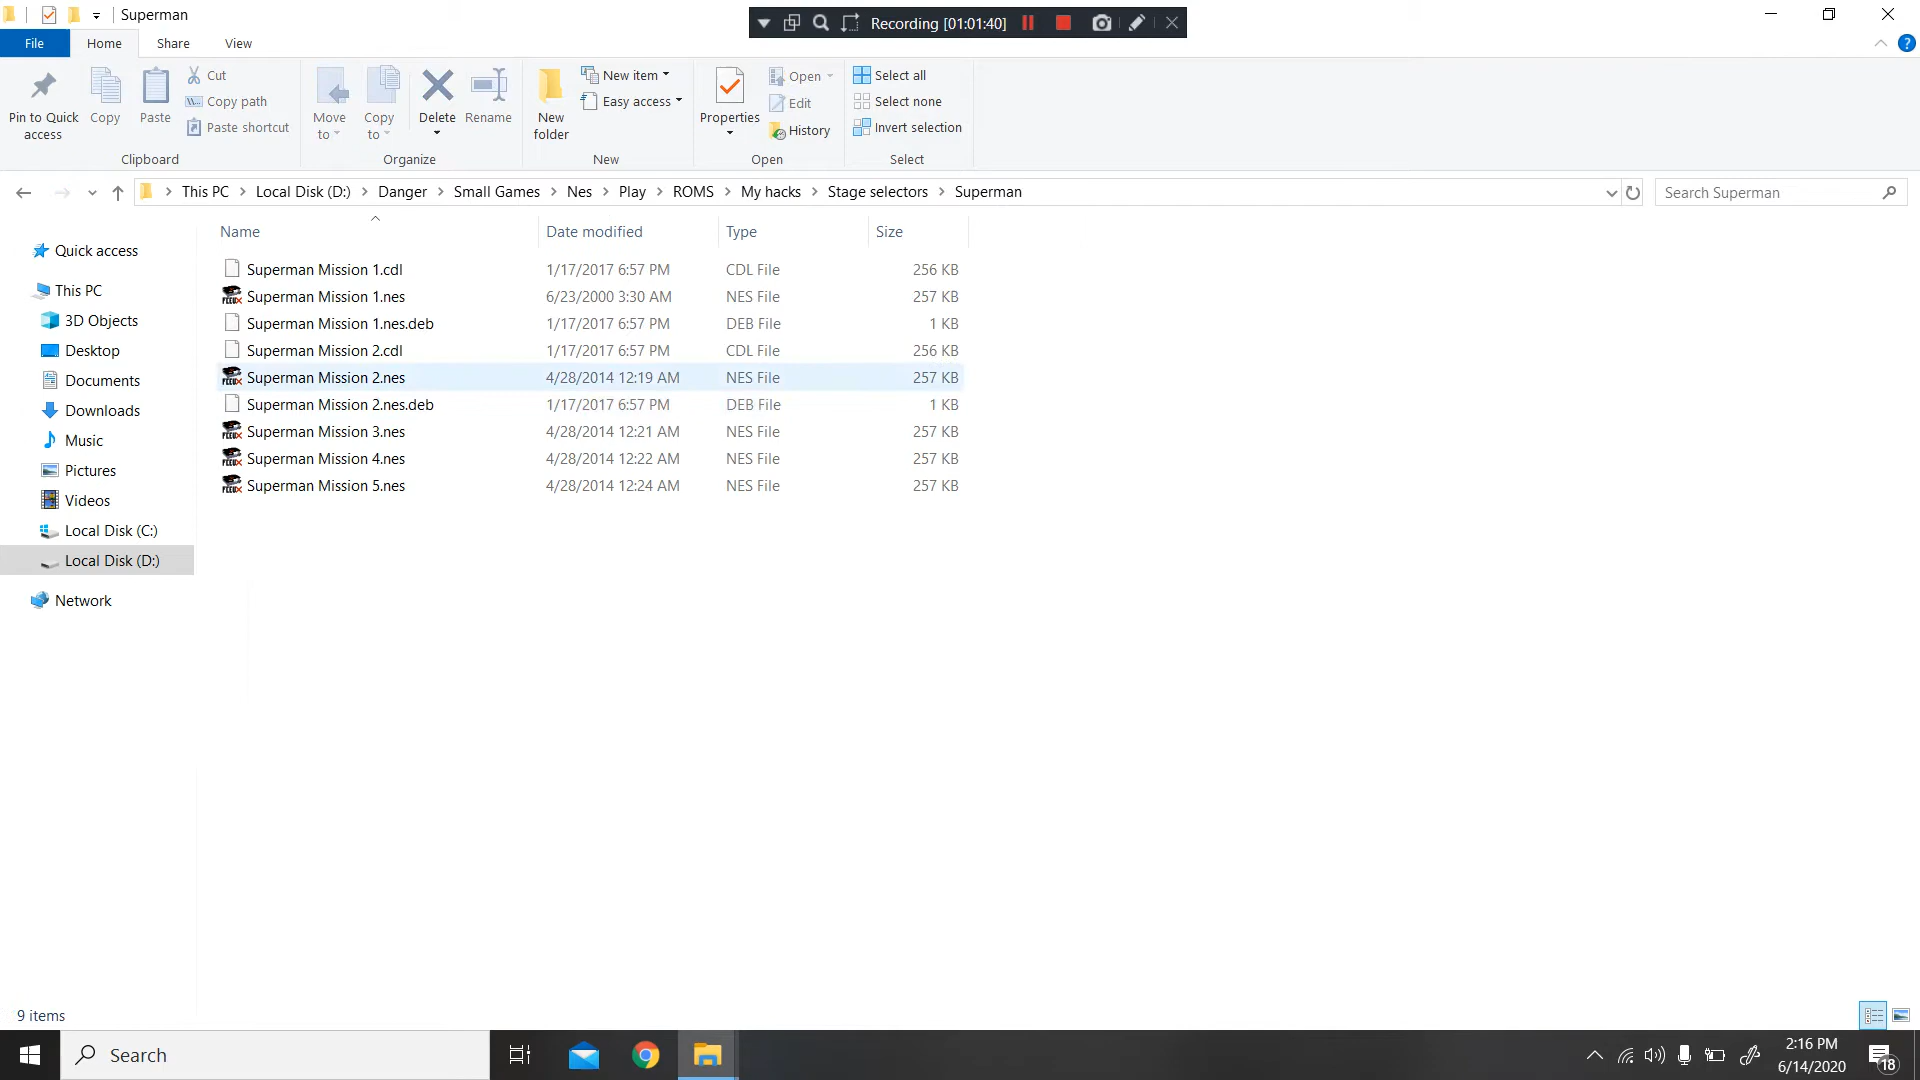 Superman
Recording [01:01:40]
File Home Share View
Pin to Quick access
Copy
Paste
Cut
Copy path
Paste shortcut
Clipboard
Move to
Copy to
Delete
Rename
Organize
New folder
New item
Easy access
New
Properties
Open
Edit
History
Open
Select all
Select none
Invert selection
Select
This PC Local Disk (D:) Danger Small Games Nes Play ROMS My hacks Stage selectors Superman
Search Superman
Name Date modified Type Size
Superman Mission 1.cdl 1/17/2017 6:57 PM CDL File 256 KB
Superman Mission 1.nes 6/23/2000 3:30 AM NES File 257 KB
Superman Mission 1.nes.deb 1/17/2017 6:57 PM DEB File 1 KB
Superman Mission 2.cdl 1/17/2017 6:57 PM CDL File 256 KB
Superman Mission 2.nes 4/28/2014 12:19 AM NES File 257 KB
Superman Mission 2.nes.deb 1/17/2017 6:57 PM DEB File 1 KB
Superman Mission 3.nes 4/28/2014 12:21 AM NES File 257 KB
Superman Mission 4.nes 4/28/2014 12:22 AM NES File 257 KB
Superman Mission 5.nes 4/28/2014 12:24 AM NES File 257 KB
Quick access
This PC
3D Objects
Desktop
Documents
Downloads
Music
Pictures
Videos
Local Disk (C:)
Local Disk (D:)
Network
9 items
Search
2:16 PM
6/14/2020
18